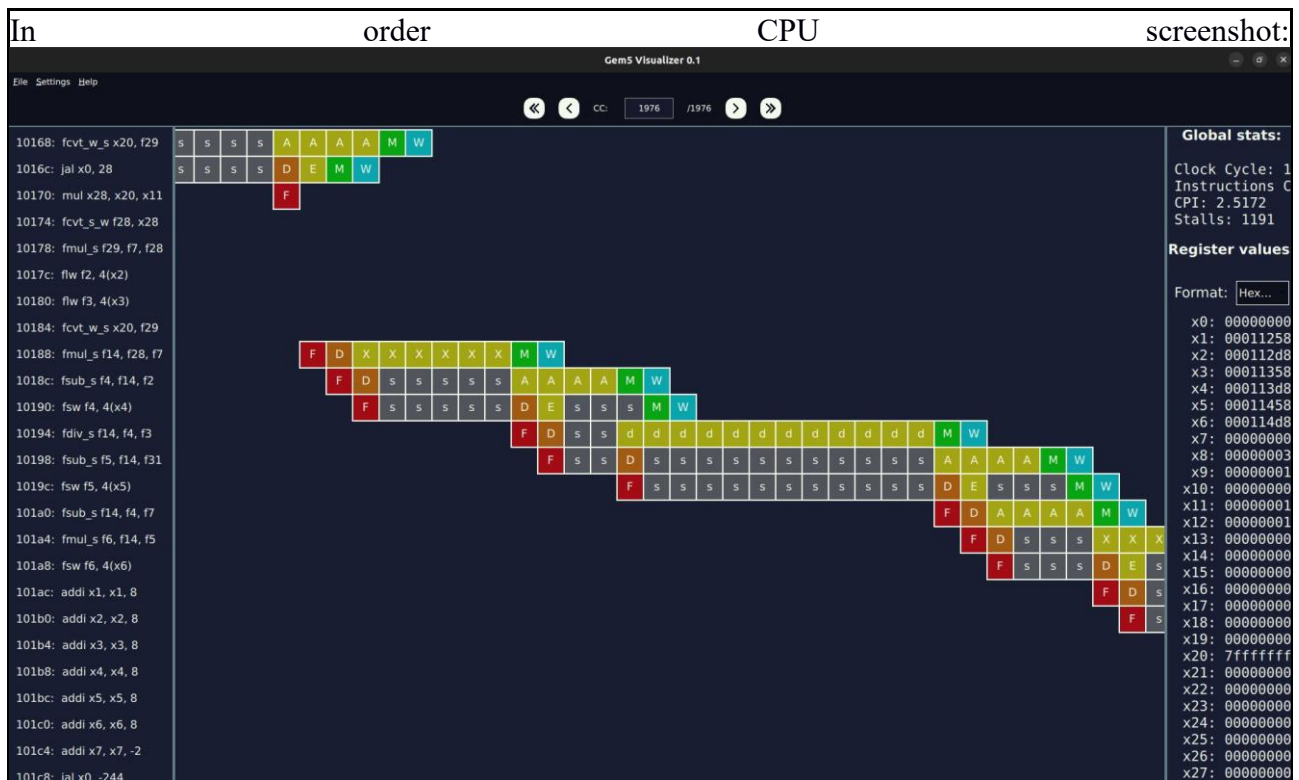 In order CPU screenshot:
Gem5 Visualizer 0.1
File Settings Help
CC: 1976 /1976
10168: fcvt_w_s x20, f29 s s s s A A A A M W
1016c: jal x0, 28 s s s s D E M W
10170: mul x28, x20, x11 F
10174: fcvt_s_w f28, x28
10178: fmul_s f29, f7, f28
1017c: flw f2, 4(x2)
10180: flw f3, 4(x3)
10184: fcvt_w_s x20, f29
10188: fmul_s f14, f28, f7 F D X X X X X X M W
1018c: fsub_s f4, f14, f2 F D s s s s s A A A A M W
10190: fsw f4, 4(x4) F s s s s s D E s s s M W
10194: fdiv_s f14, f4, f3 F D s s d d d d d d d d d d d d M W
10198: fsub_s f5, f14, f31 F s s D s s s s s s s s s s s A A A A M W
1019c: fsw f5, 4(x5) F s s s s s s s s s s s D E s s s M W
101a0: fsub_s f14, f4, f7 F D A A A A M W
101a4: fmul_s f6, f14, f5 F D s s s X X X
101a8: fsw f6, 4(x6) F s s s D E s
101ac: addi x1, x1, 8 F D s
101b0: addi x2, x2, 8 F s
101b4: addi x3, x3, 8
101b8: addi x4, x4, 8
101bc: addi x5, x5, 8
101c0: addi x6, x6, 8
101c4: addi x7, x7, -2
101c8: jal x0, -244
Global stats:
Clock Cycle: 1
Instructions C
CPI: 2.5172
Stalls: 1191
Register values
Format: Hex...
x0: 00000000
x1: 00011258
x2: 000112d8
x3: 00011358
x4: 000113d8
x5: 00011458
x6: 000114d8
x7: 00000000
x8: 00000003
x9: 00000001
x10: 00000000
x11: 00000001
x12: 00000001
x13: 00000000
x14: 00000000
x15: 00000000
x16: 00000000
x17: 00000000
x18: 00000000
x19: 00000000
x20: 7fffffff
x21: 00000000
x22: 00000000
x23: 00000000
x24: 00000000
x25: 00000000
x26: 00000000
x27: 00000000